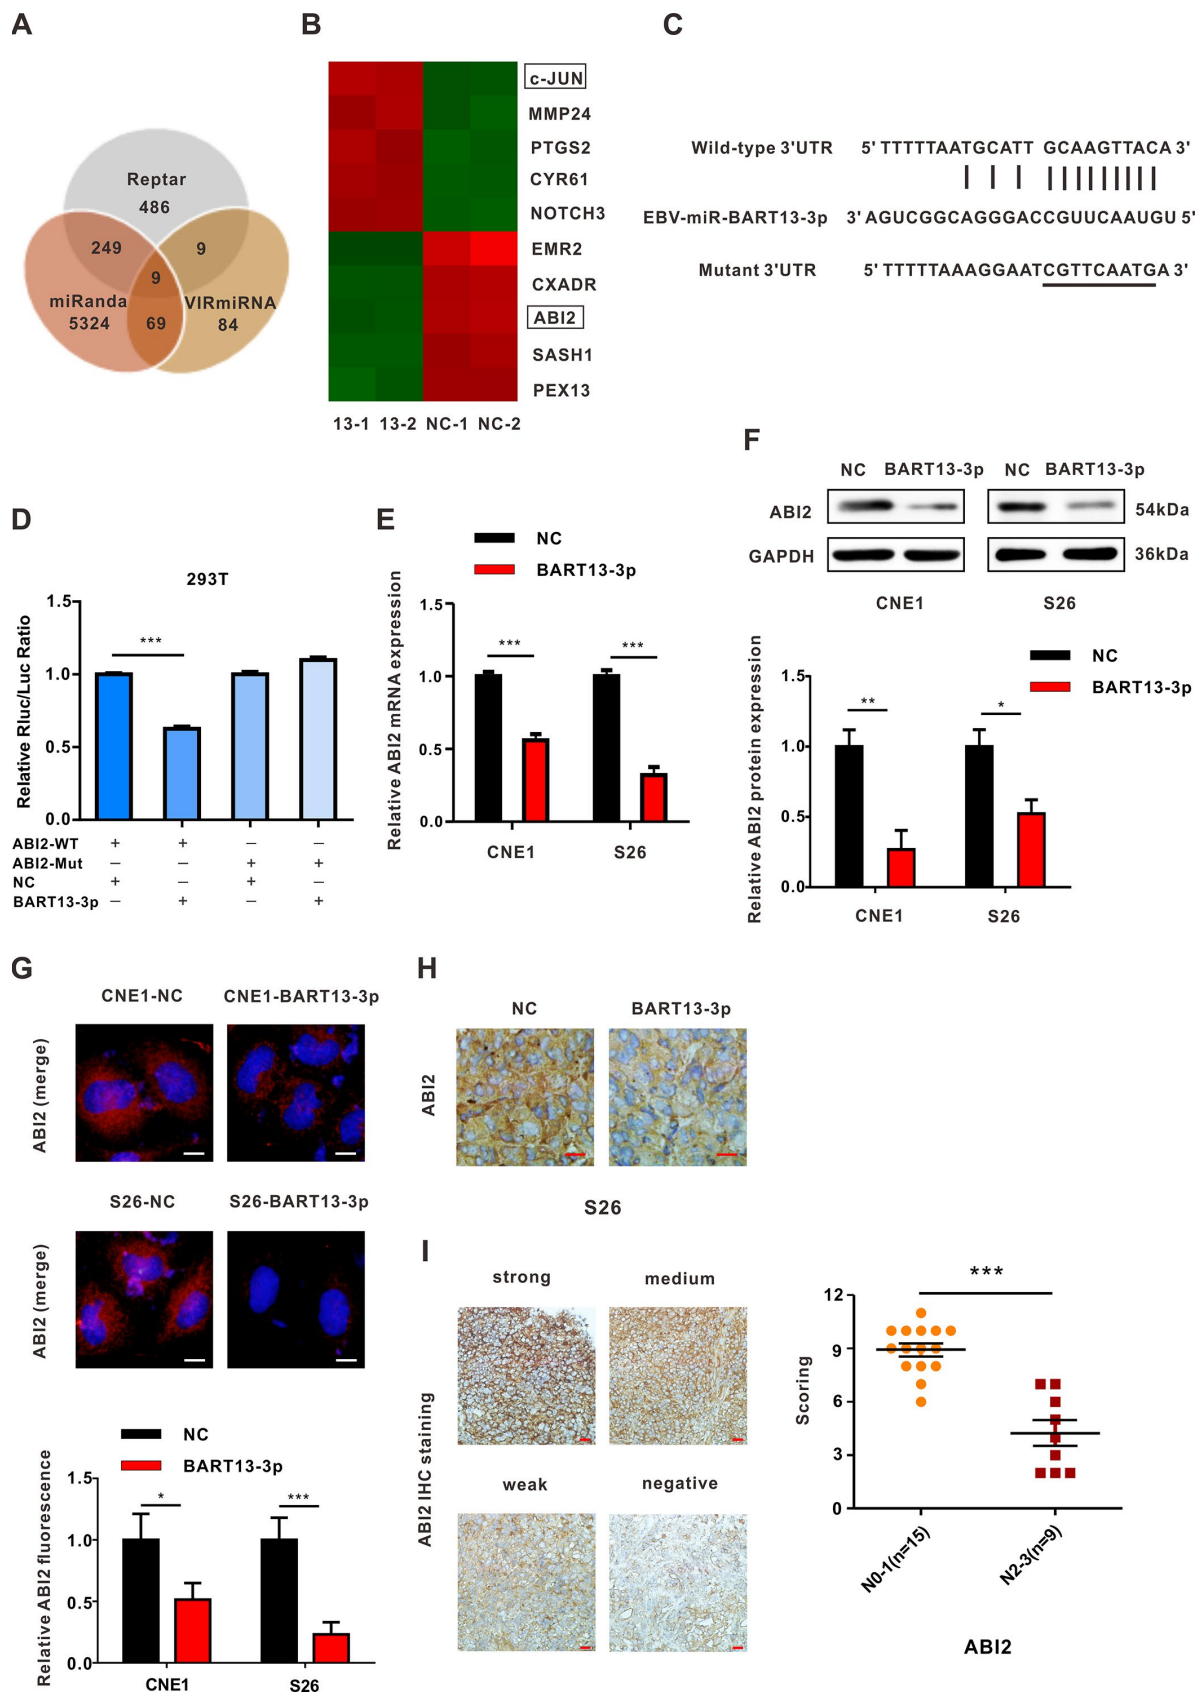 A
Reptar
486
249
9
9
miRanda
5324
69
VIRmiRNA
84
B
c-JUN
MMP24
PTGS2
CYR61
NOTCH3
EMR2
CXADR
ABI2
SASH1
PEX13
13-1 13-2 NC-1 NC-2
C
Wild-type 3'UTR 5' TTTTTAATGCATT GCAAGTTACA 3'
EBV-miR-BART13-3p 3' AGUCGGCAGGGACCGUUCAAUGU 5'
Mutant 3'UTR 5' TTTTTAAAGGAATCGTTCAATGA 3'
D
293T
Relative Rluc/Luc Ratio
1.5
1.0
0.5
0.0
***
ABI2-WT + + – –
ABI2-Mut – – + +
NC + – + –
BART13-3p – + – +
E
NC
BART13-3p
Relative ABI2 mRNA expression
1.5
1.0
0.5
0.0
*** ***
CNE1 S26
F
NC BART13-3p NC BART13-3p
ABI2 54kDa
GAPDH 36kDa
CNE1 S26
NC
BART13-3p
Relative ABI2 protein expression
1.5
1.0
0.5
0.0
** *
CNE1 S26
G
CNE1-NC CNE1-BART13-3p
ABI2 (merge)
S26-NC S26-BART13-3p
ABI2 (merge)
NC
BART13-3p
Relative ABI2 fluorescence
1.5
1.0
0.5
0.0
* ***
CNE1 S26
H
NC BART13-3p
ABI2
S26
I
strong medium
weak negative
ABI2 IHC staining
***
Scoring
12
9
6
3
0
N0-1(n=15)
N2-3(n=9)
ABI2